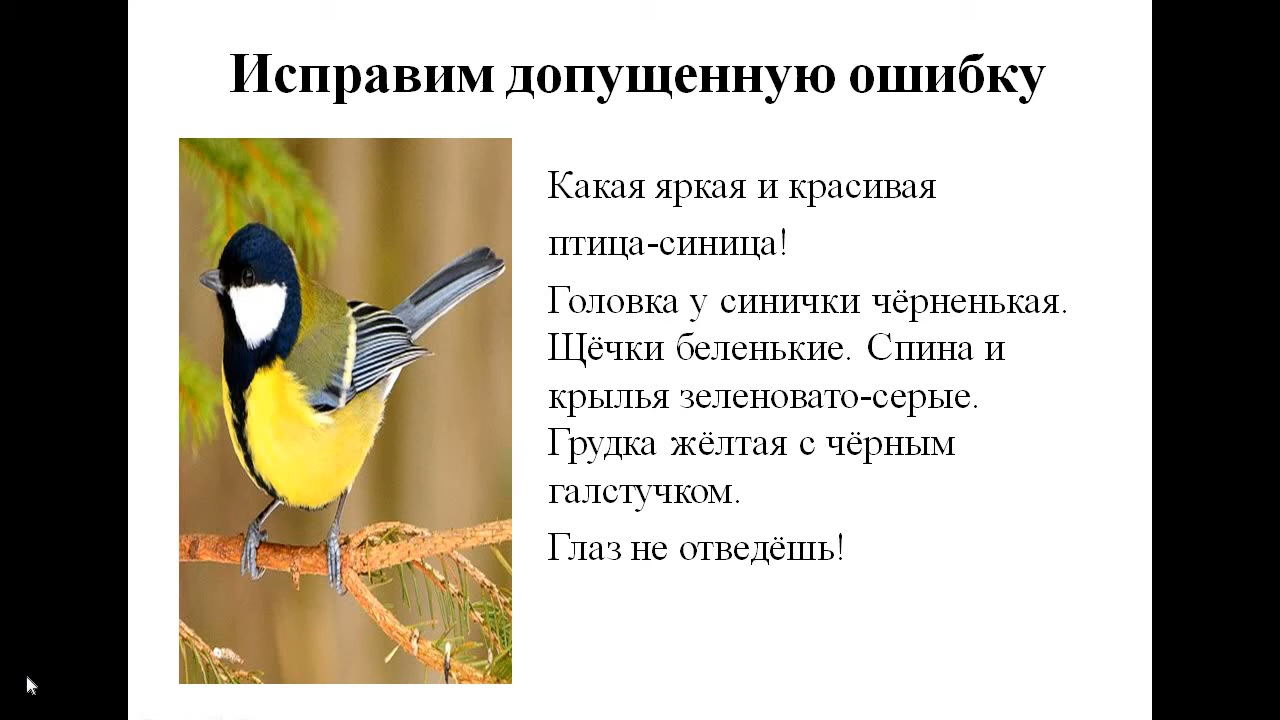 Исправим допущенную ошибку
Какая яркая и красивая
птица-синица!
Головка у синички чёрненькая.
Щёчки беленькие. Спина и
крылья зеленовато-серые.
Грудка жёлтая с чёрным
галстучком.
Глаз не отведёшь!